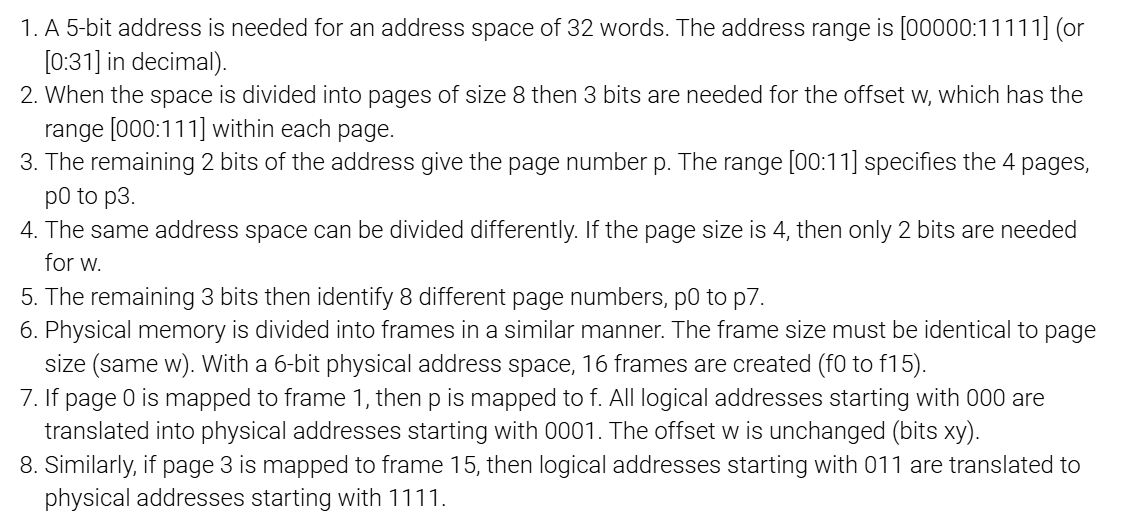 1. A 5-bit address is needed for an address space of 32 words. The address range is [00000:11111] (or
[0:31] in decimal).
2. When the space is divided into pages of size 8 then 3 bits are needed for the offset w, which has the
range [000:111] within each page.
3. The remaining 2 bits of the address give the page number p. The range [00:11] specifies the 4 pages,
p0 to p3.
4. The same address space can be divided differently. If the page size is 4, then only 2 bits are needed
for w.
5. The remaining 3 bits then identify 8 different page numbers, p0 to p7.
6. Physical memory is divided into frames in a similar manner. The frame size must be identical to page
size (same w). With a 6-bit physical address space, 16 frames are created (f0 to f15).
7. If page 0 is mapped to frame 1, then p is mapped to f. All logical addresses starting with 000 are
translated into physical addresses starting with 0001. The offset w is unchanged (bits xy).
8. Similarly, if page 3 is mapped to frame 15, then logical addresses starting with 011 are translated to
physical addresses starting with 1111.